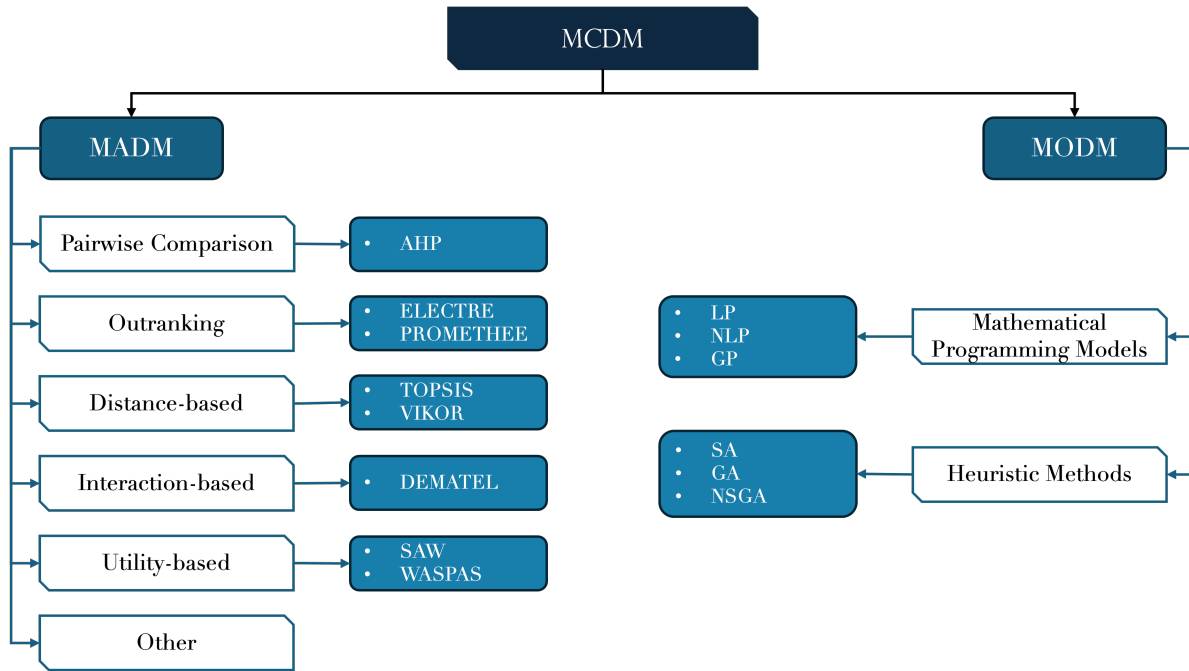 MCDM
MADM
MODM
Pairwise Comparison
• AHP
Outranking
• ELECTRE
• PROMETHEE
Distance-based
• TOPSIS
• VIKOR
Interaction-based
• DEMATEL
Utility-based
• SAW
• WASPAS
Other
• LP
• NLP
• GP
Mathematical
Programming Models
• SA
• GA
• NSGA
Heuristic Methods